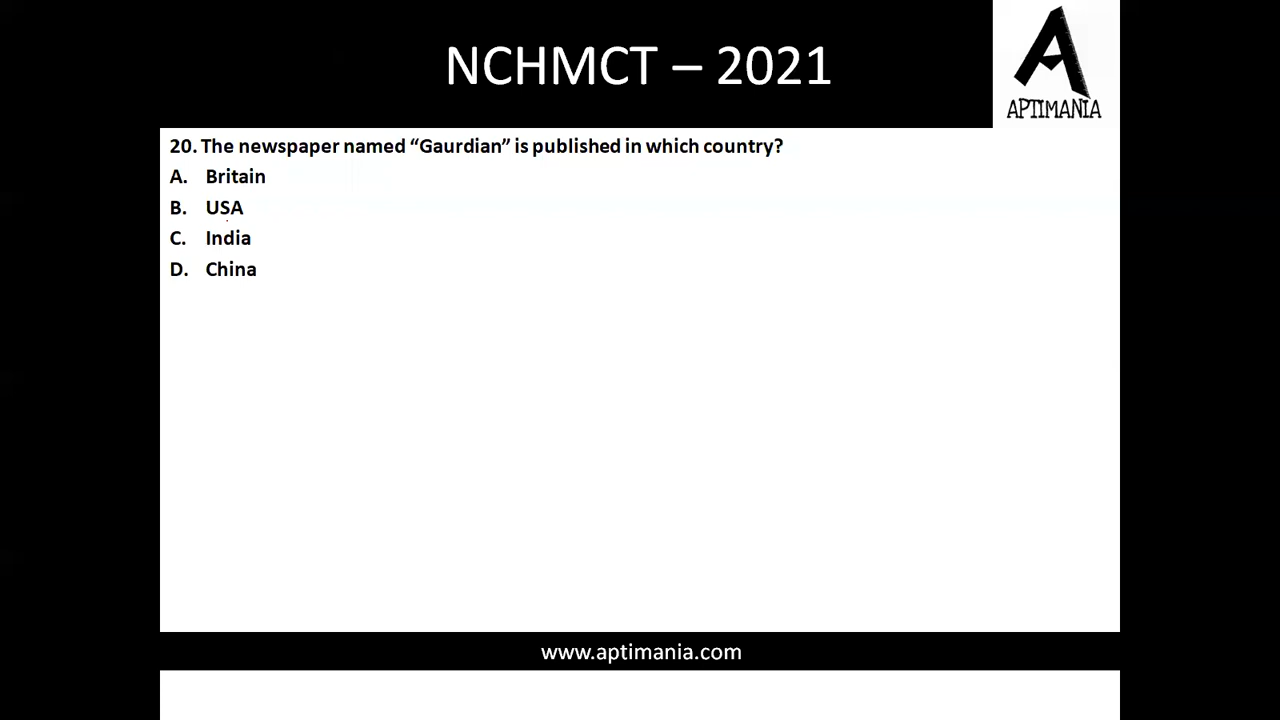 NCHMCT – 2021
APTIMANIA
20. The newspaper named “Gaurdian” is published in which country?
A. Britain
B. USA
C. India
D. China
www.aptimania.com